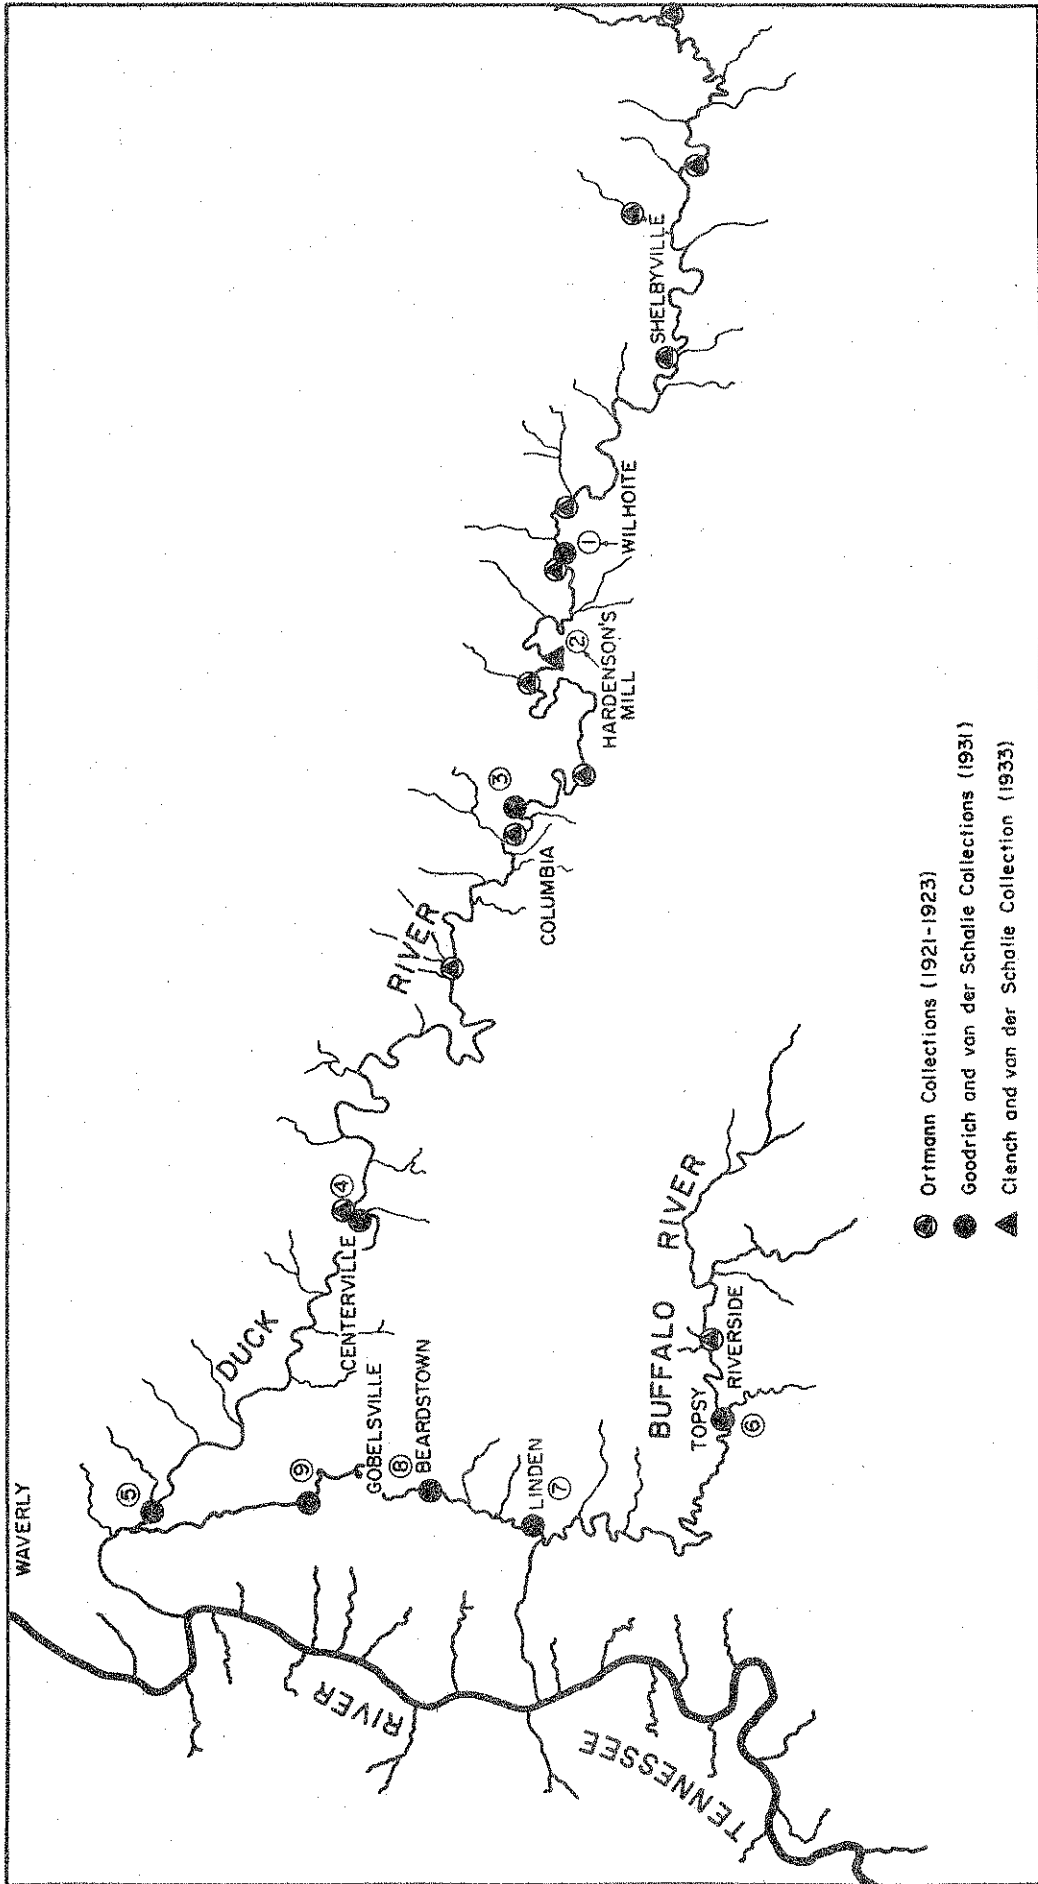 WAVERLY
⑤
DUCK
RIVER
⑨
GOBELSVILLE
⑧
BEARDSTOWN
CENTERVILLE
④
③
COLUMBIA
②
HARDENSON'S
MILL
①
WILHOITE
SHELBYVILLE
LINDEN
⑦
BUFFALO
RIVER
TOPSY
RIVERSIDE
⑥
TENNESSEE
RIVER
Ortmann Collections (1921-1923)
Goodrich and van der Schalie Collections (1931)
Clench and van der Schalie Collection (1933)